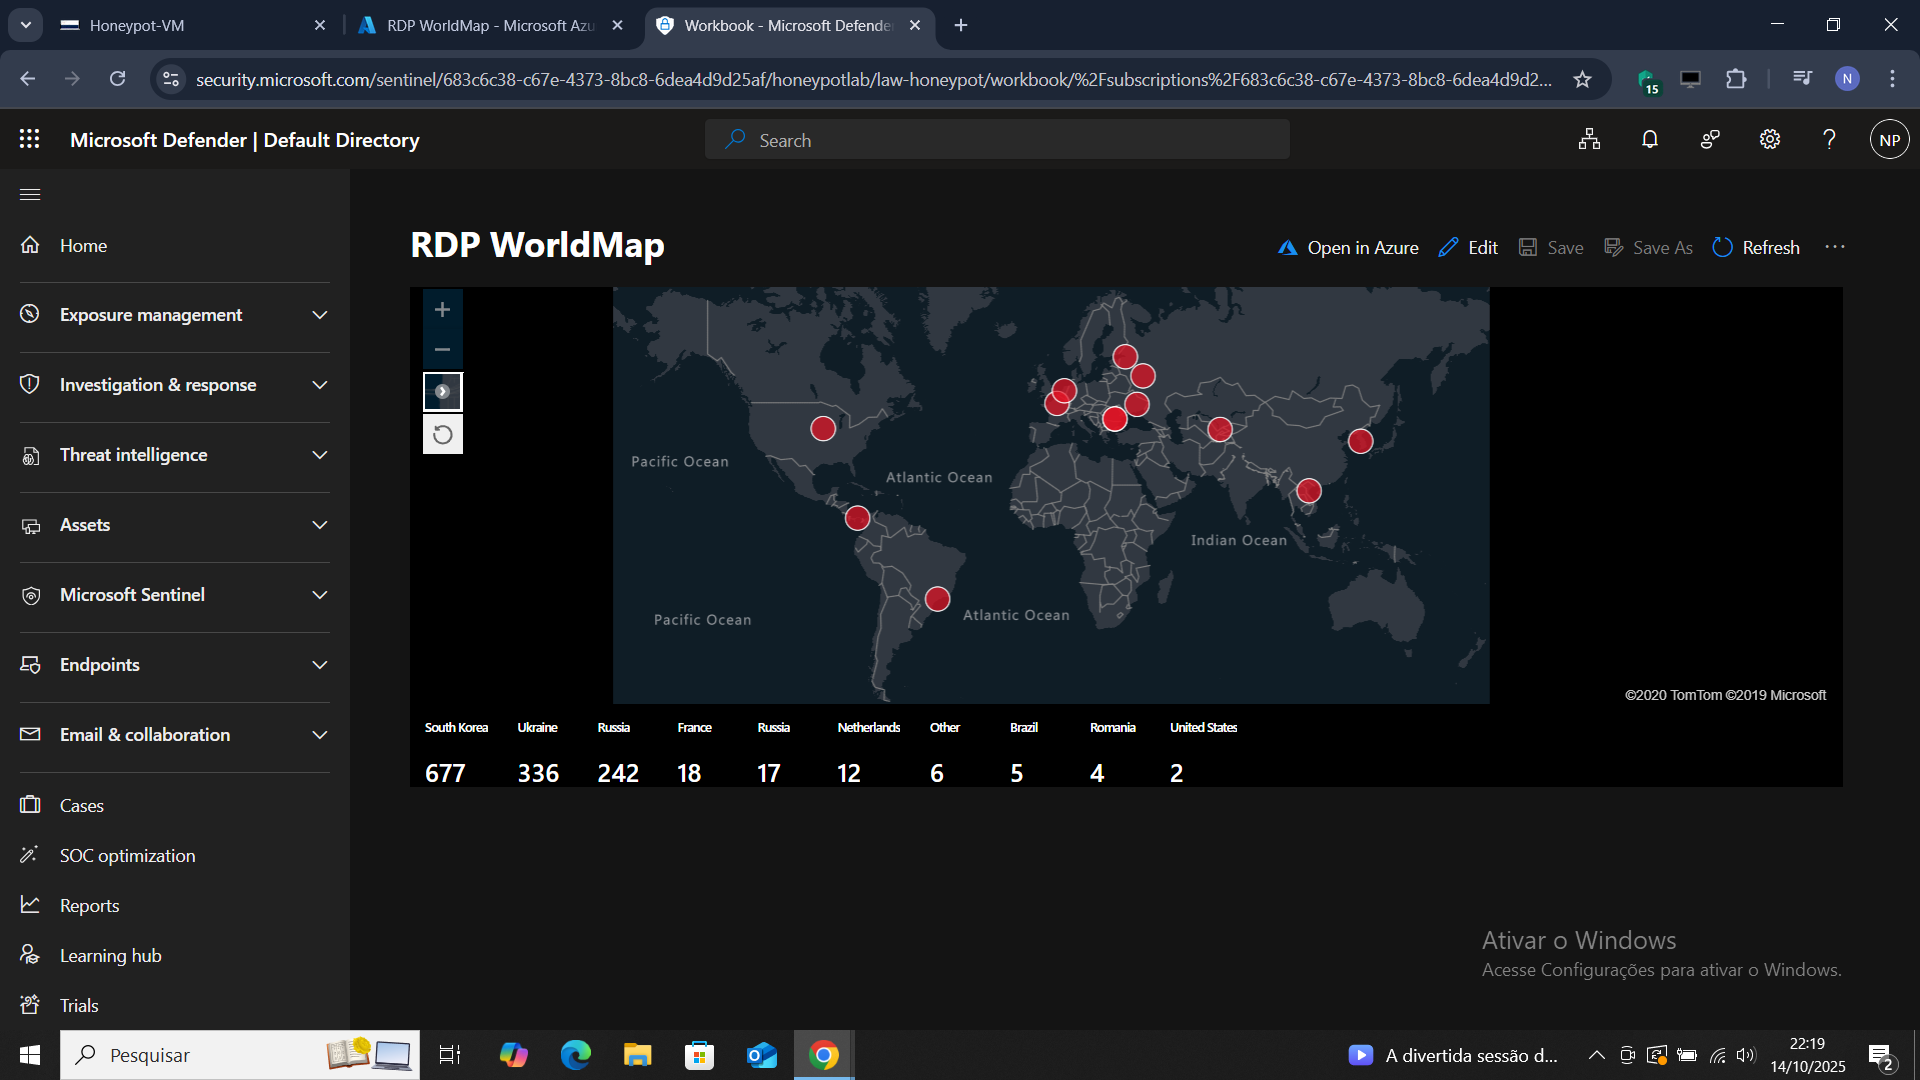 Honeypot-VM
RDP WorldMap - Microsoft Azu
Workbook - Microsoft Defende
security.microsoft.com/sentinel/683c6c38-c67e-4373-8bc8-6dea4d9d25af/honeypotlab/law-honeypot/workbook/%2Fsubscriptions%2F683c6c38-c67e-4373-8bc8-6dea4d9d2...
15
N
Microsoft Defender | Default Directory
Search
NP
Home
Exposure management
Investigation & response
Threat intelligence
Assets
Microsoft Sentinel
Endpoints
Email & collaboration
Cases
SOC optimization
Reports
Learning hub
Trials
RDP WorldMap
Open in Azure
Edit
Save
Save As
Refresh
Pacific Ocean
Atlantic Ocean
Indian Ocean
Pacific Ocean
Atlantic Ocean
©2020 TomTom ©2019 Microsoft
South Korea Ukraine Russia France Russia Netherlands Other Brazil Romania United States
677 336 242 18 17 12 6 5 4 2
Ativar o Windows
Acesse Configurações para ativar o Windows.
Pesquisar
A divertida sessão d...
22:19
14/10/2025
2